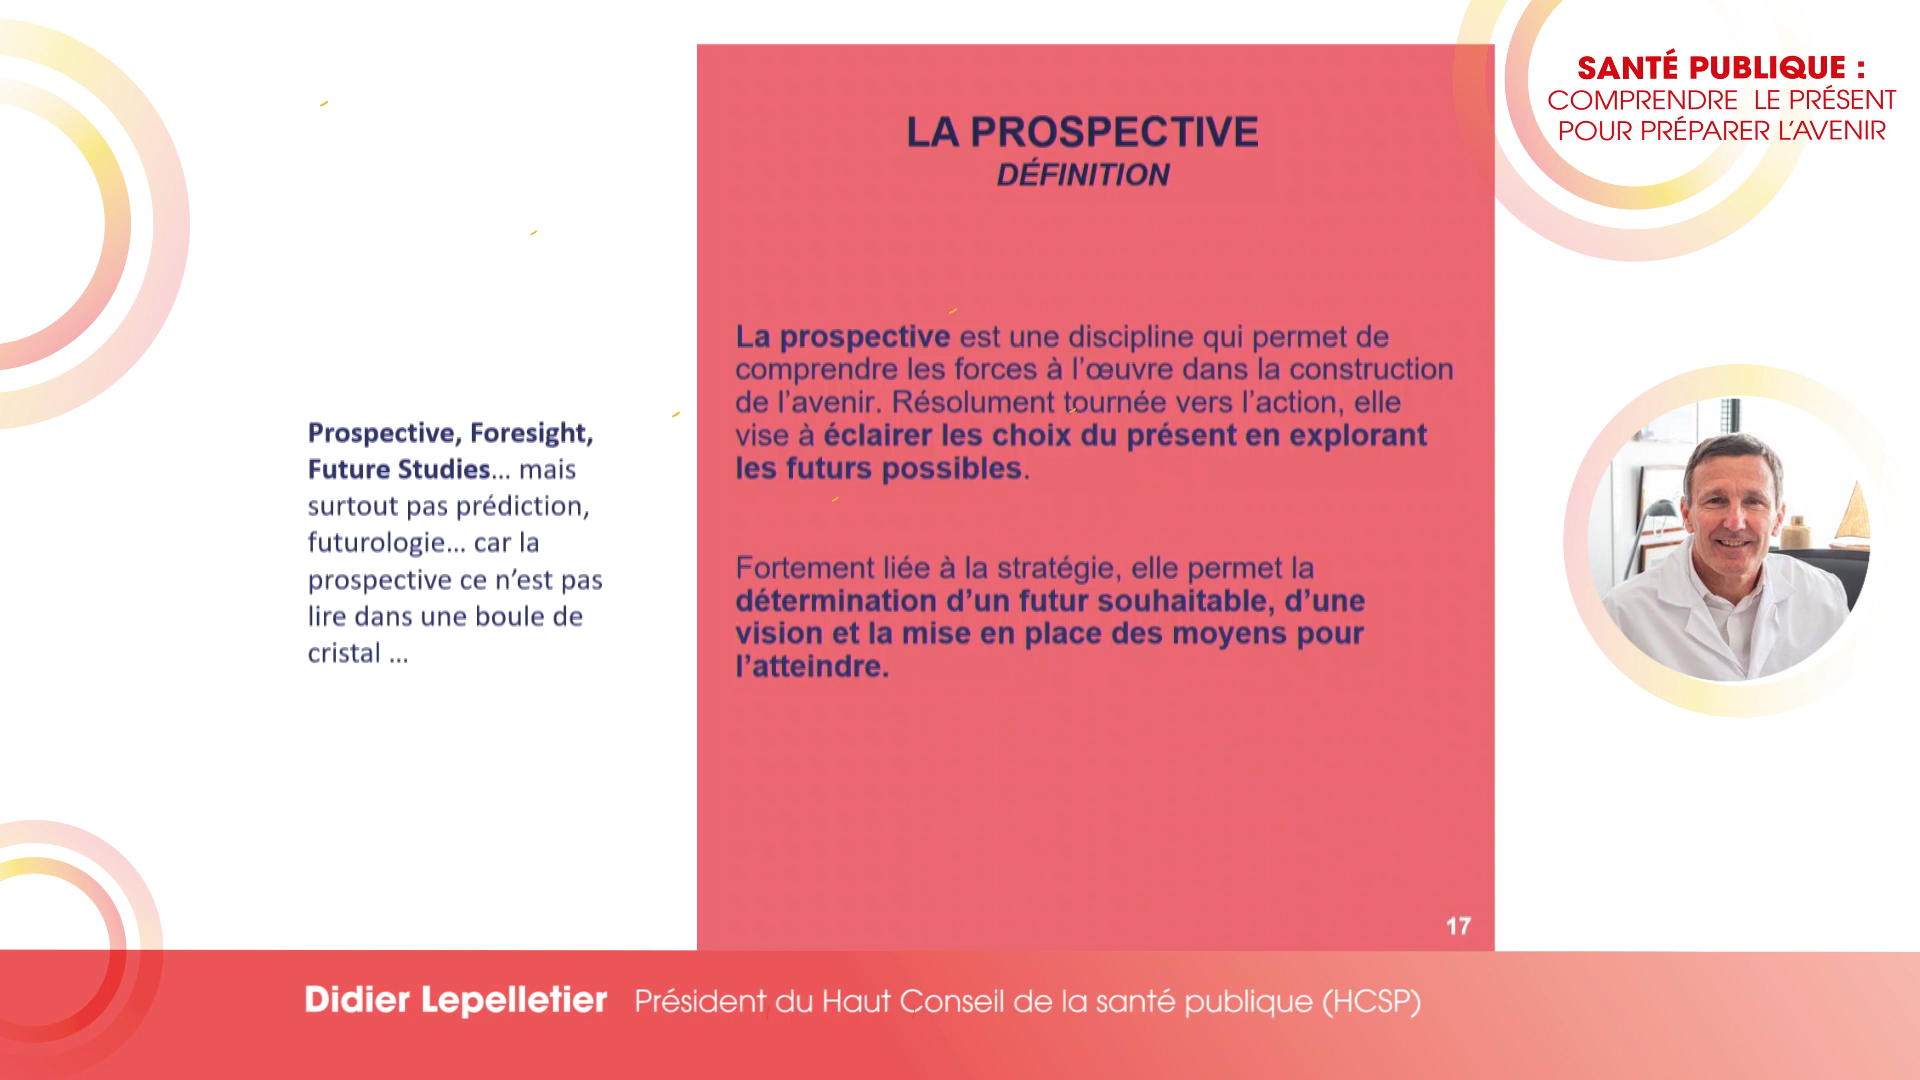 SANTÉ PUBLIQUE :
COMPRENDRE LE PRÉSENT
POUR PRÉPARER L'AVENIR
LA PROSPECTIVE
DÉFINITION
Prospective, Foresight,
Future Studies... mais
surtout pas prédiction,
futurologie... car la
prospective ce n'est pas
lire dans une boule de
cristal ...
La prospective est une discipline qui permet de
comprendre les forces à l'œuvre dans la construction
de l'avenir. Résolument tournée vers l'action, elle
vise à éclairer les choix du présent en explorant
les futurs possibles.
Fortement liée à la stratégie, elle permet la
détermination d'un futur souhaitable, d'une
vision et la mise en place des moyens pour
l'atteindre.
17
Didier Lepelletier Président du Haut Conseil de la santé publique (HCSP)